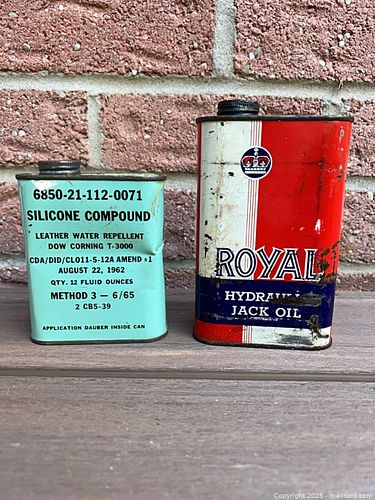 6850-21-112-0071
SILICONE COMPOUND
LEATHER WATER REPELLENT
DOW CORNING T-3000
CDA/DID/CLO11-5-12A AMEND #1
AUGUST 22, 1962
QTY. 12 FLUID OUNCES
METHOD 3 — 6/65
2 CB5-39
APPLICATION DAUBER INSIDE CAN
ROYAL
HYDRAULIC
JACK OIL
Copyright 2025 - maxsold.com